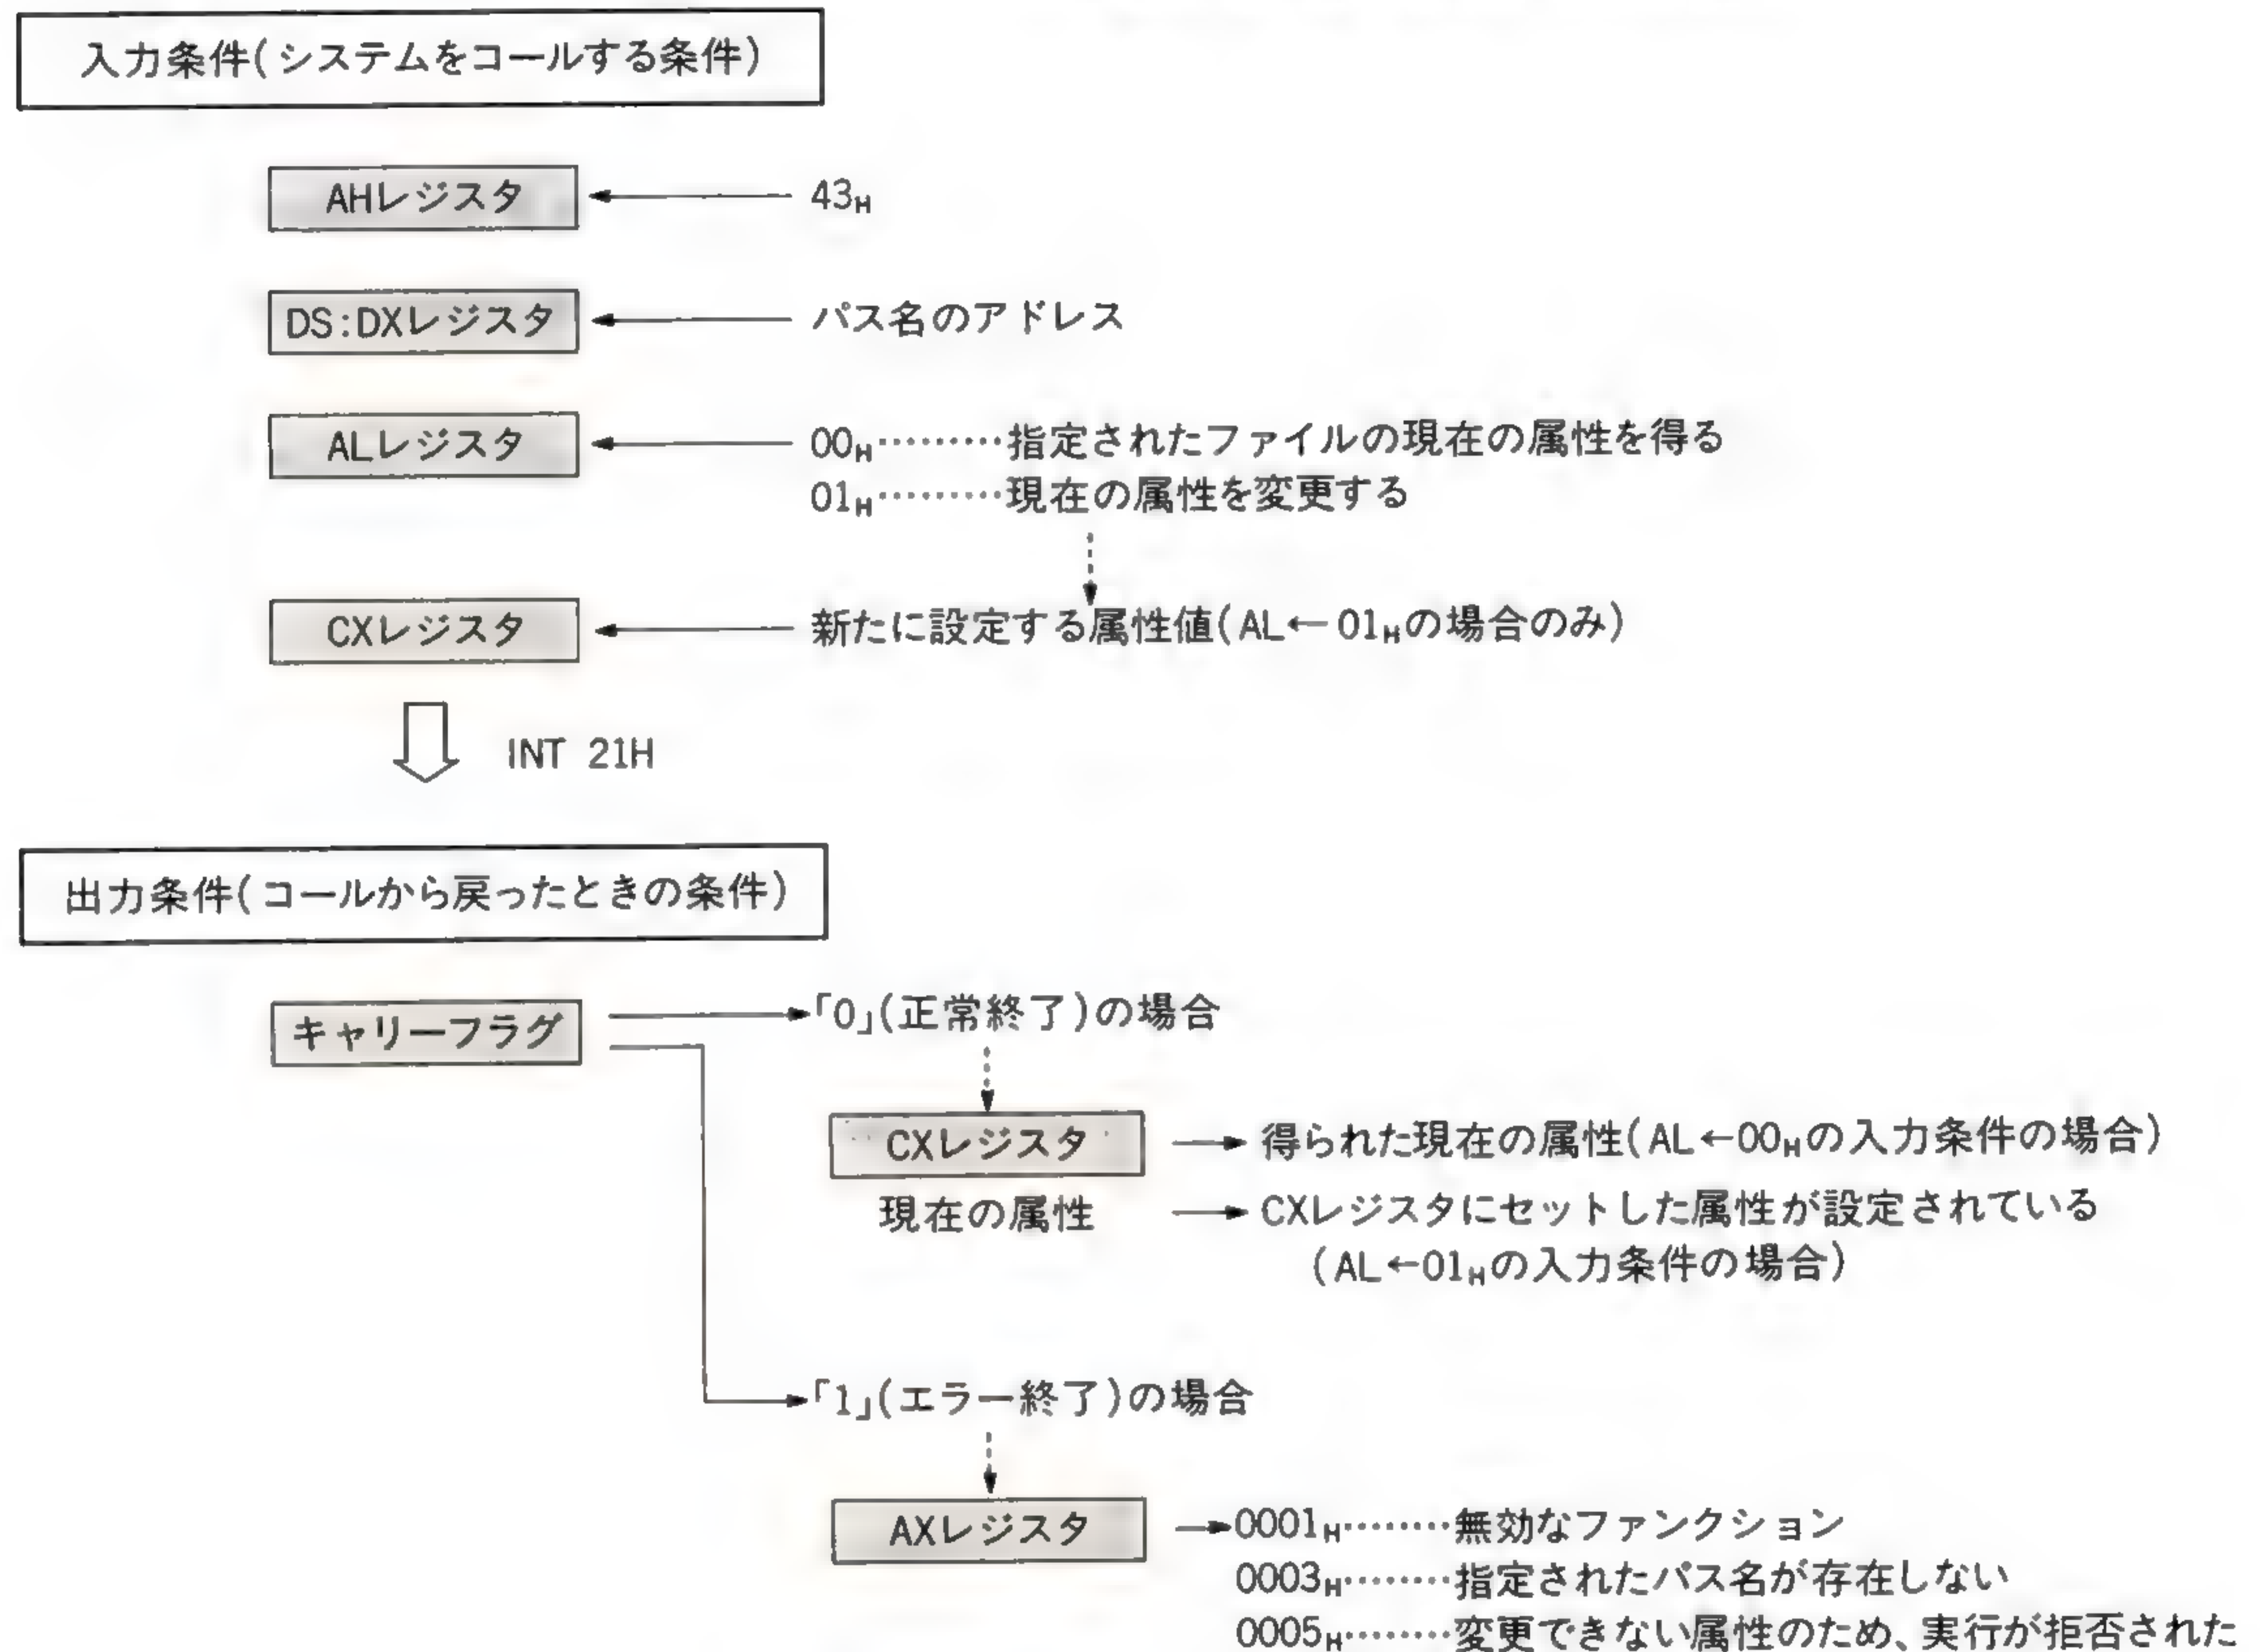 入力条件(システムをコールする条件)
AHレジスタ ← 43H
DS:DXレジスタ ← パス名のアドレス
ALレジスタ ← 00H………指定されたファイルの現在の属性を得る
01H………現在の属性を変更する
CXレジスタ ← 新たに設定する属性値(AL←01Hの場合のみ)
INT 21H
出力条件(コールから戻ったときの条件)
キャリーフラグ → 「0」(正常終了)の場合
CXレジスタ → 得られた現在の属性(AL←00Hの入力条件の場合)
現在の属性 → CXレジスタにセットした属性が設定されている
(AL←01Hの入力条件の場合)
「1」(エラー終了)の場合
AXレジスタ → 0001H………無効なファンクション
0003H………指定されたパス名が存在しない
0005H………変更できない属性のため、実行が拒否された